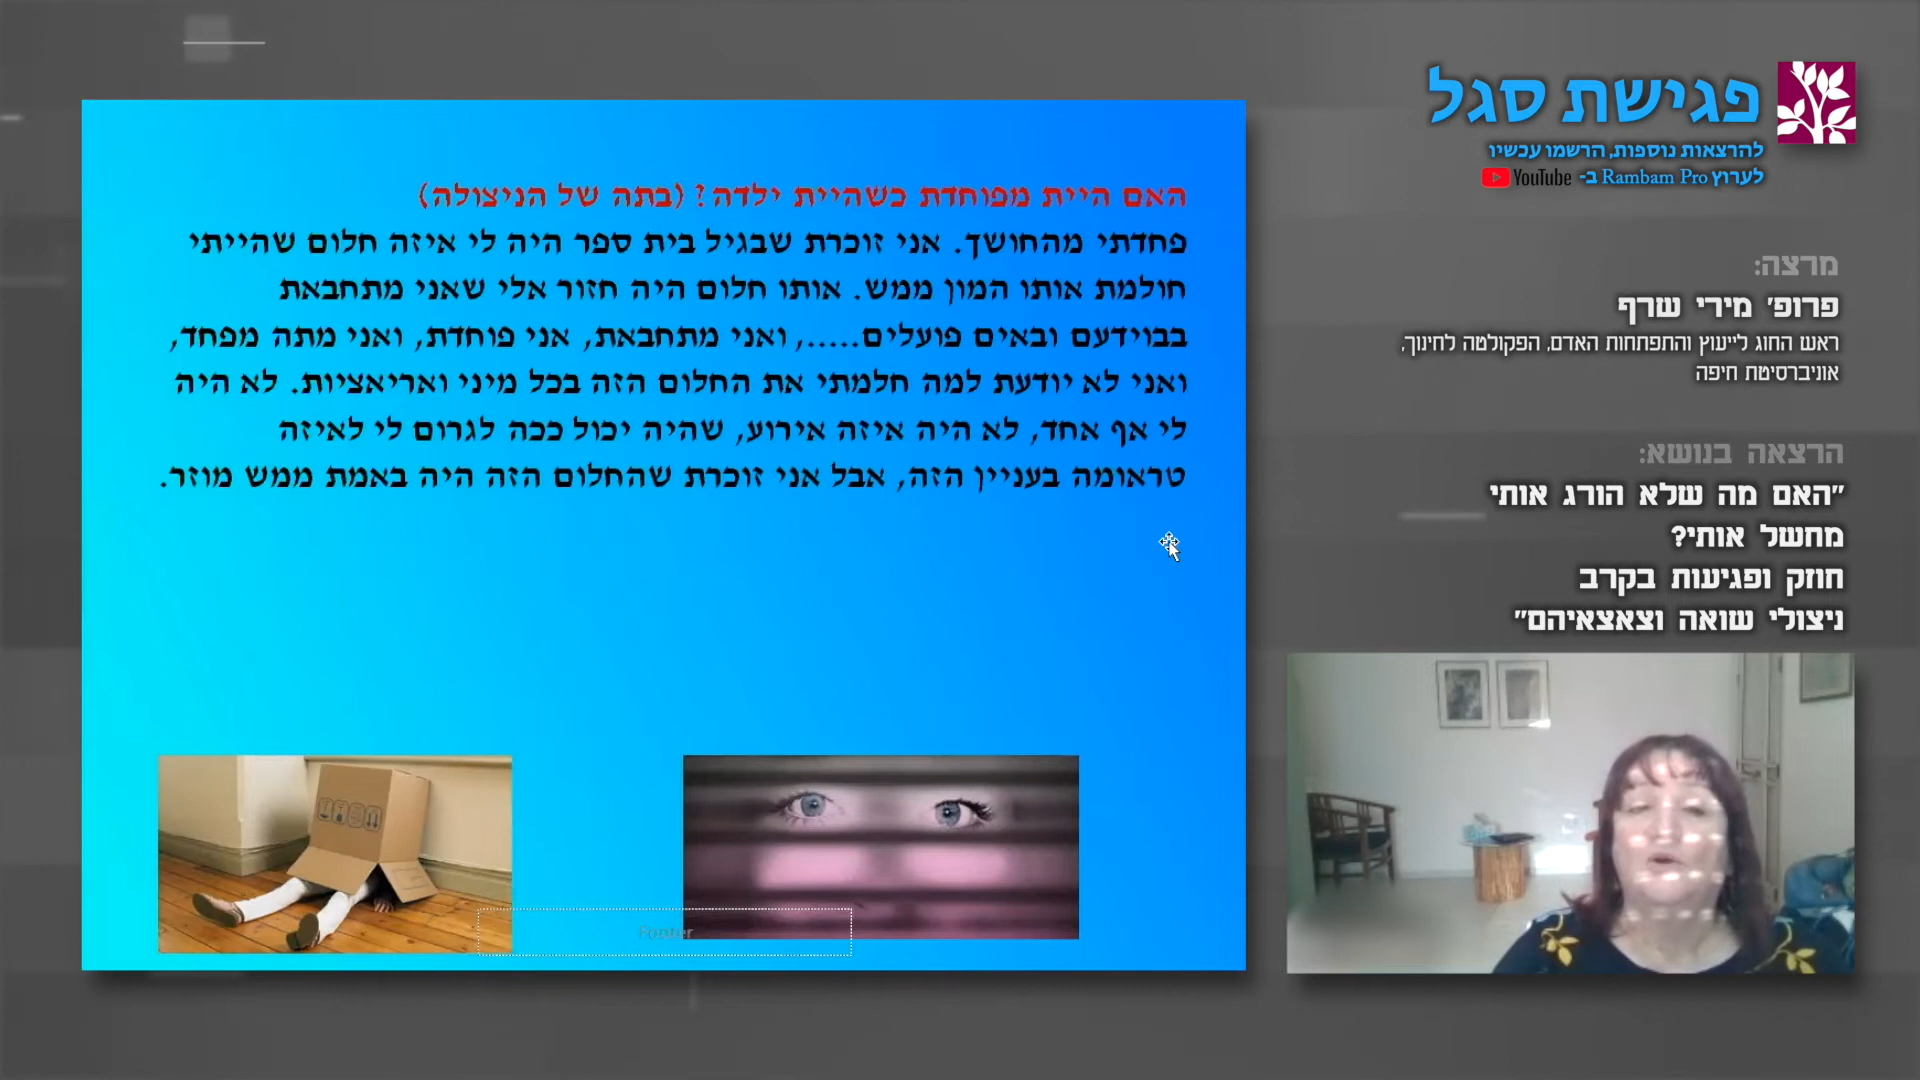 פגישת סגל
להרצאות נוספות, הרשמו עכשיו
לערוץ Rambam Pro ב- YouTube
האם היית מפוחדת כשהיית ילדה? (בתה של הניצולה)
פחדתי מהחושך. אני זוכרת שבגיל בית ספר היה לי איזה חלום שהייתי
חולמת אותו המון ממש. אותו חלום היה חזור אלי שאני מתחבאת
בבוידעם ובאים פועלים....., ואני מתחבאת, אני פוחדת, ואני מתה מפחד,
ואני לא יודעת למה חלמתי את החלום הזה בכל מיני ואריאציות. לא היה
לי אף אחד, לא היה איזה אירוע, שהיה יכול ככה לגרום לי לאיזה
טראומה בעניין הזה, אבל אני זוכרת שהחלום הזה היה באמת ממש מוזר.
Footer
מרצה:
פרופ' מירי שרף
ראש החוג לייעוץ והתפתחות האדם, הפקולטה לחינוך,
אוניברסיטת חיפה
הרצאה בנושא:
"האם מה שלא הורג אותי
מחשל אותי?
חוזק ופגיעות בקרב
ניצולי שואה וצאצאיהם"